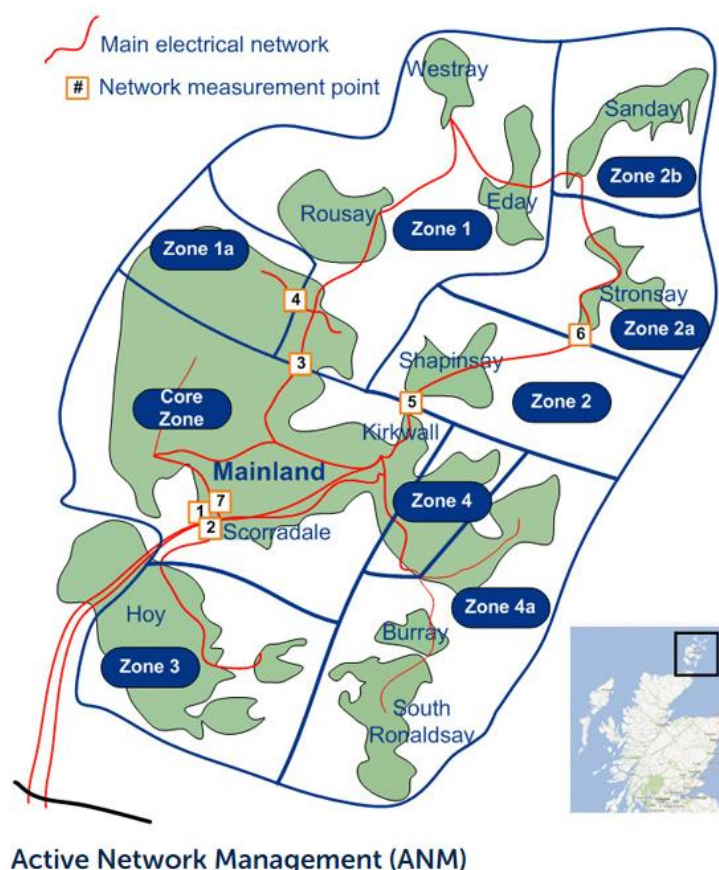 Main electrical network
# Network measurement point
Westray
Sanday
Zone 2b
Eday
Rousay
Zone 1
Zone 1a
4
Stronsay
6
Zone 2a
3
Shapinsay
Zone 2
5
Core
Zone
Kirkwall
Mainland
Zone 4
7
1
2
Scorradale
Zone 4a
Hoy
Burray
Zone 3
South
Ronaldsay
Active Network Management (ANM)